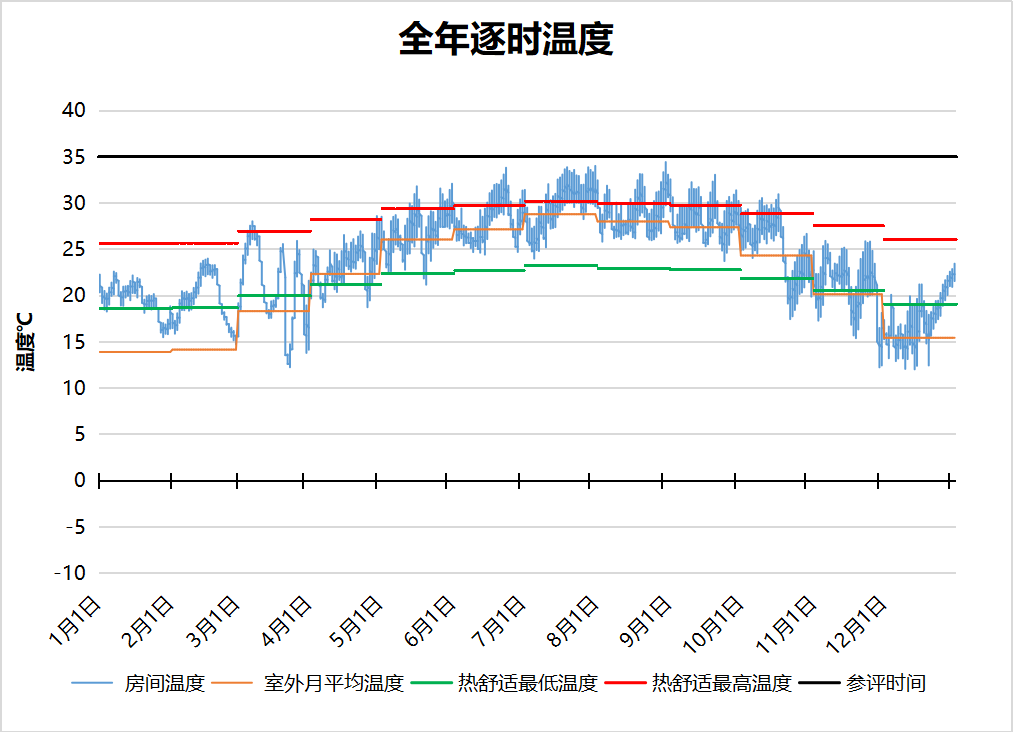 全年逐时温度
40
35
30
25
20
15
10
5
0
-5
-10
温度℃
1月1日
2月1日
3月1日
4月1日
5月1日
6月1日
7月1日
8月1日
9月1日
10月1日
11月1日
12月1日
房间温度 室外月平均温度 热舒适最低温度 热舒适最高温度 参评时间